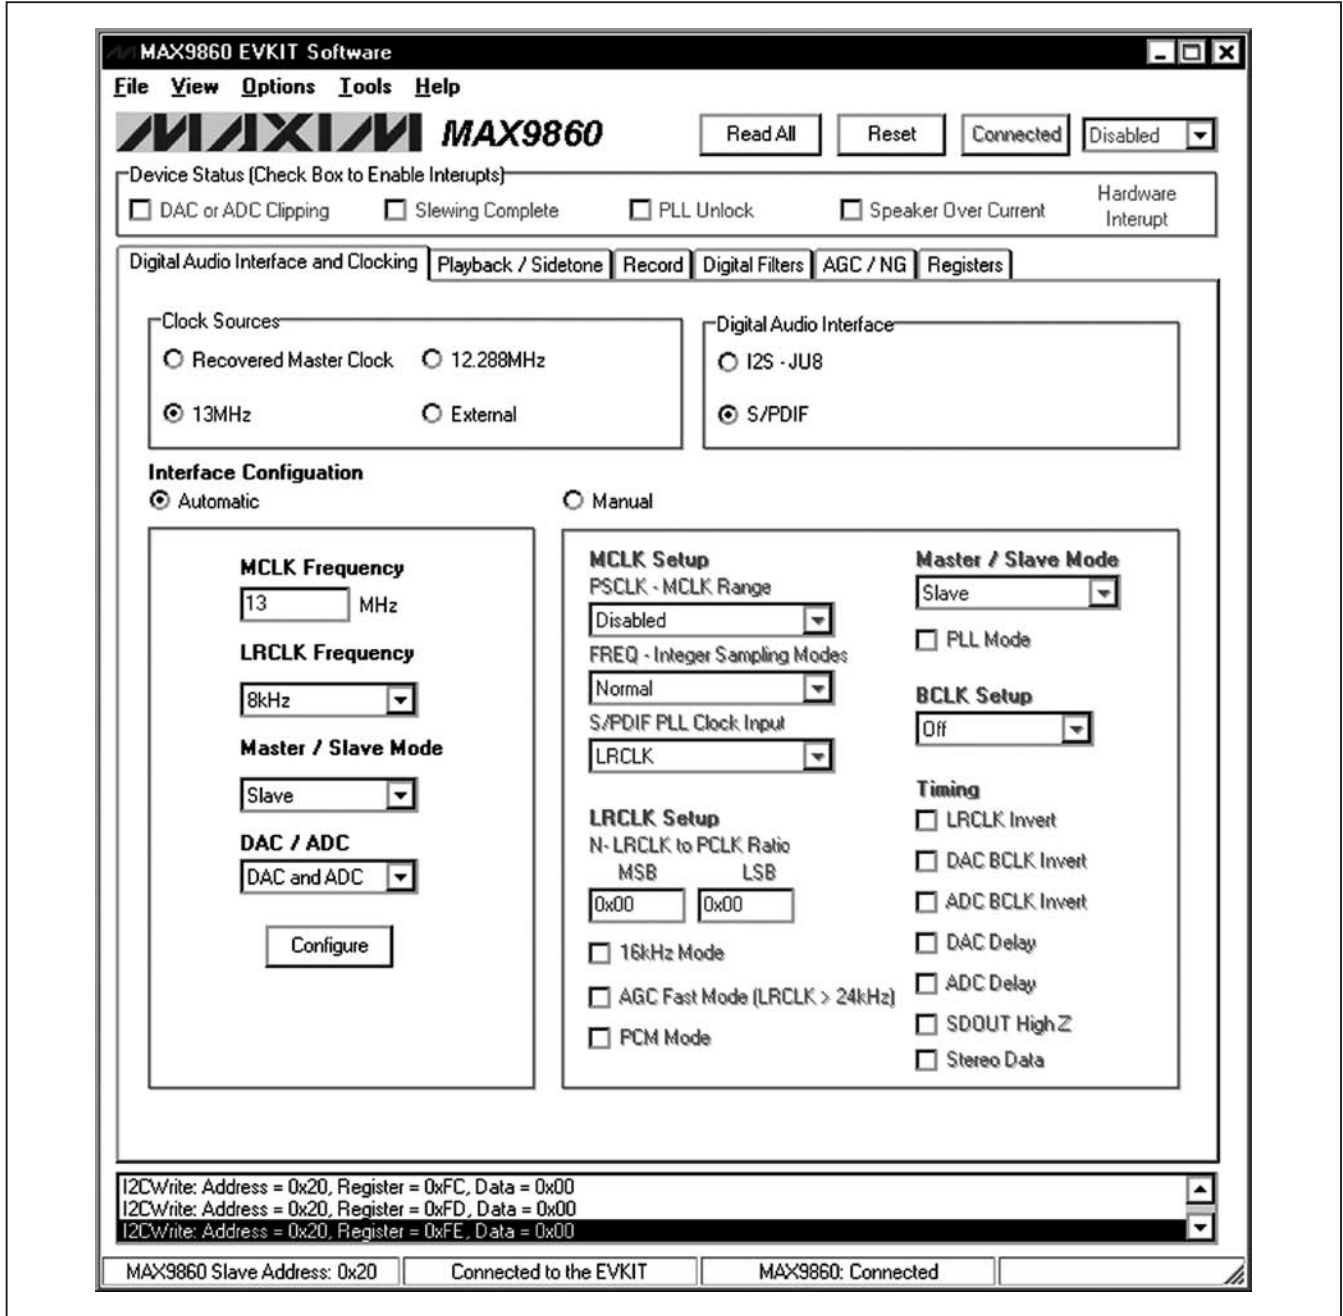 MAX9860 EVKIT Software
File View Options Tools Help
MAXIM MAX9860 Read All Reset Connected Disabled
Device Status (Check Box to Enable Interupts)
DAC or ADC Clipping Slewing Complete PLL Unlock Speaker Over Current Hardware Interupt
Digital Audio Interface and Clocking Playback / Sidetone Record Digital Filters AGC / NG Registers
Clock Sources
Recovered Master Clock 12.288MHz
13MHz External
Digital Audio Interface
I2S - JU8
S/PDIF
Interface Configuation
Automatic Manual
MCLK Frequency
13 MHz
LRCLK Frequency
8kHz
Master / Slave Mode
Slave
DAC / ADC
DAC and ADC
Configure
MCLK Setup
PSCLK - MCLK Range
Disabled
FREQ - Integer Sampling Modes
Normal
S/PDIF PLL Clock Input
LRCLK
LRCLK Setup
N- LRCLK to PCLK Ratio
MSB LSB
0x00 0x00
16kHz Mode
AGC Fast Mode (LRCLK > 24kHz)
PCM Mode
Master / Slave Mode
Slave
PLL Mode
BCLK Setup
Off
Timing
LRCLK Invert
DAC BCLK Invert
ADC BCLK Invert
DAC Delay
ADC Delay
SDOUT High Z
Stereo Data
I2CWrite: Address = 0x20, Register = 0xFC, Data = 0x00
I2CWrite: Address = 0x20, Register = 0xFD, Data = 0x00
I2CWrite: Address = 0x20, Register = 0xFE, Data = 0x00
MAX9860 Slave Address: 0x20 Connected to the EVKIT MAX9860: Connected